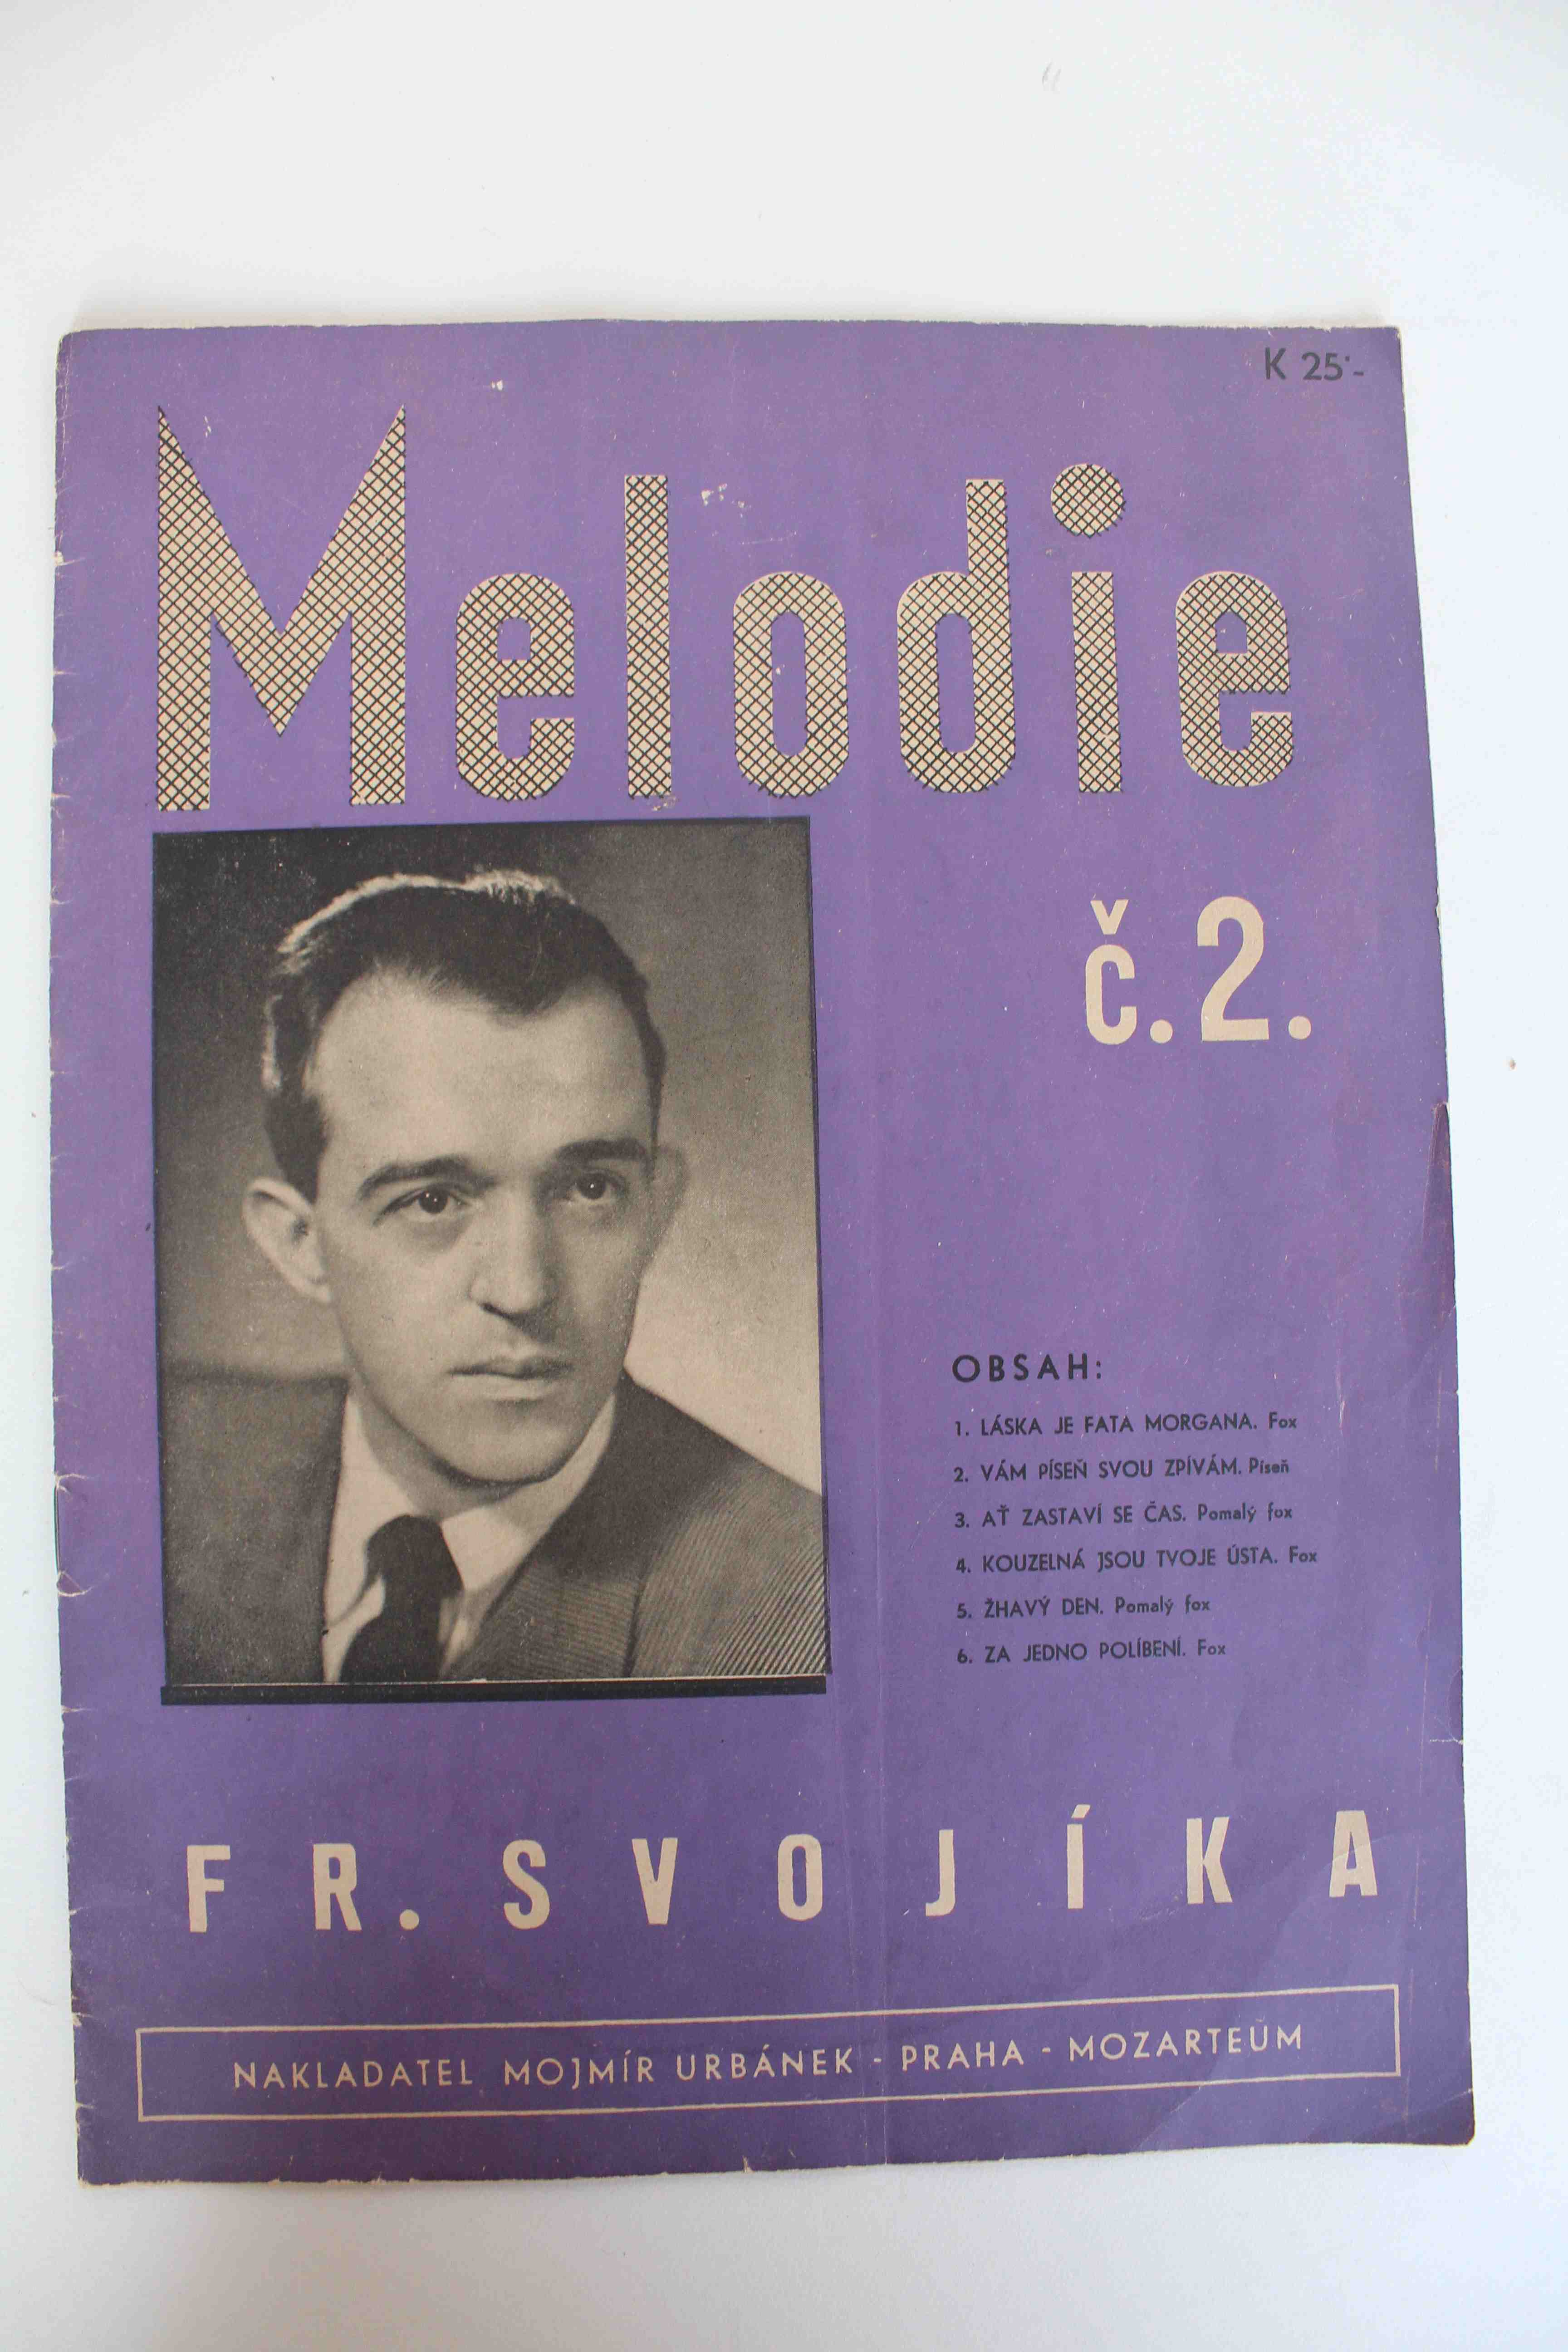 K 25·-
Melodie
č. 2.
OBSAH:
1. LÁSKA JE FATA MORGANA. Fox
2. VÁM PÍSEŇ SVOU ZPÍVÁM. Píseň
3. AŤ ZASTAVÍ SE ČAS. Pomalý fox
4. KOUZELNÁ JSOU TVOJE ÚSTA. Fox
5. ŽHAVÝ DEN. Pomalý fox
6. ZA JEDNO POLÍBENÍ. Fox
FR. SVOJÍKA
NAKLADATEL MOJMÍR URBÁNEK - PRAHA - MOZARTEUM